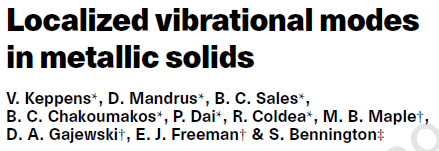 Localized vibrational modes
in metallic solids
V. Keppens*, D. Mandrus*, B. C. Sales*,
B. C. Chakoumakos*, P. Dai*, R. Coldea*, M. B. Maple†,
D. A. Gajewski†, E. J. Freeman† & S. Bennington‡